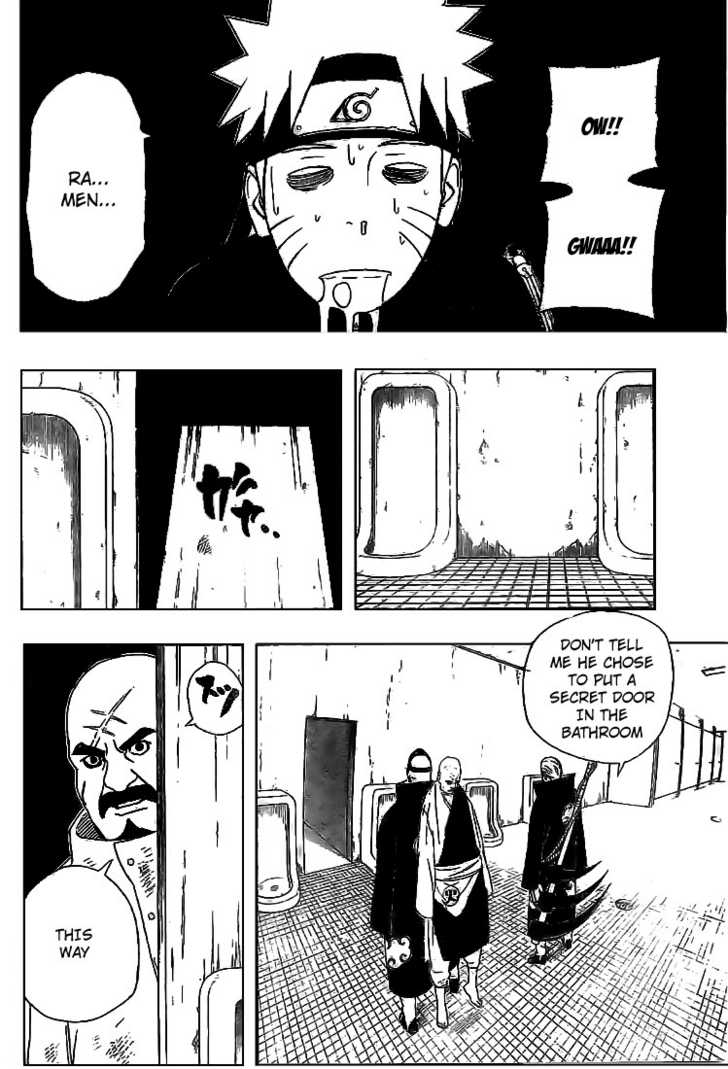 OW!!
GWAAA!!
RA...
MEN...
ガチャ..
DON'T TELL
ME HE CHOSE
TO PUT A
SECRET DOOR
IN THE
BATHROOM
ズッ
THIS
WAY